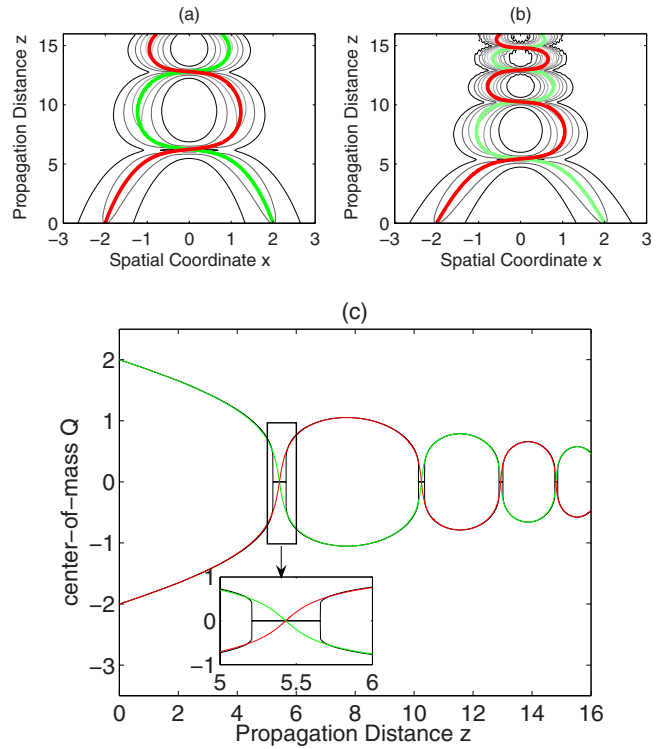 (a)
(b)
15
10
5
0
Propagation Distance z
−3 −2 −1 0 1 2 3
Spatial Coordinate x
15
10
5
0
Propagation Distance z
−3 −2 −1 0 1 2 3
Spatial Coordinate x
(c)
2
1
0
−1
−2
−3
center−of−mass Q
1
0
−1
5 5.5 6
0 2 4 6 8 10 12 14 16
Propagation Distance z